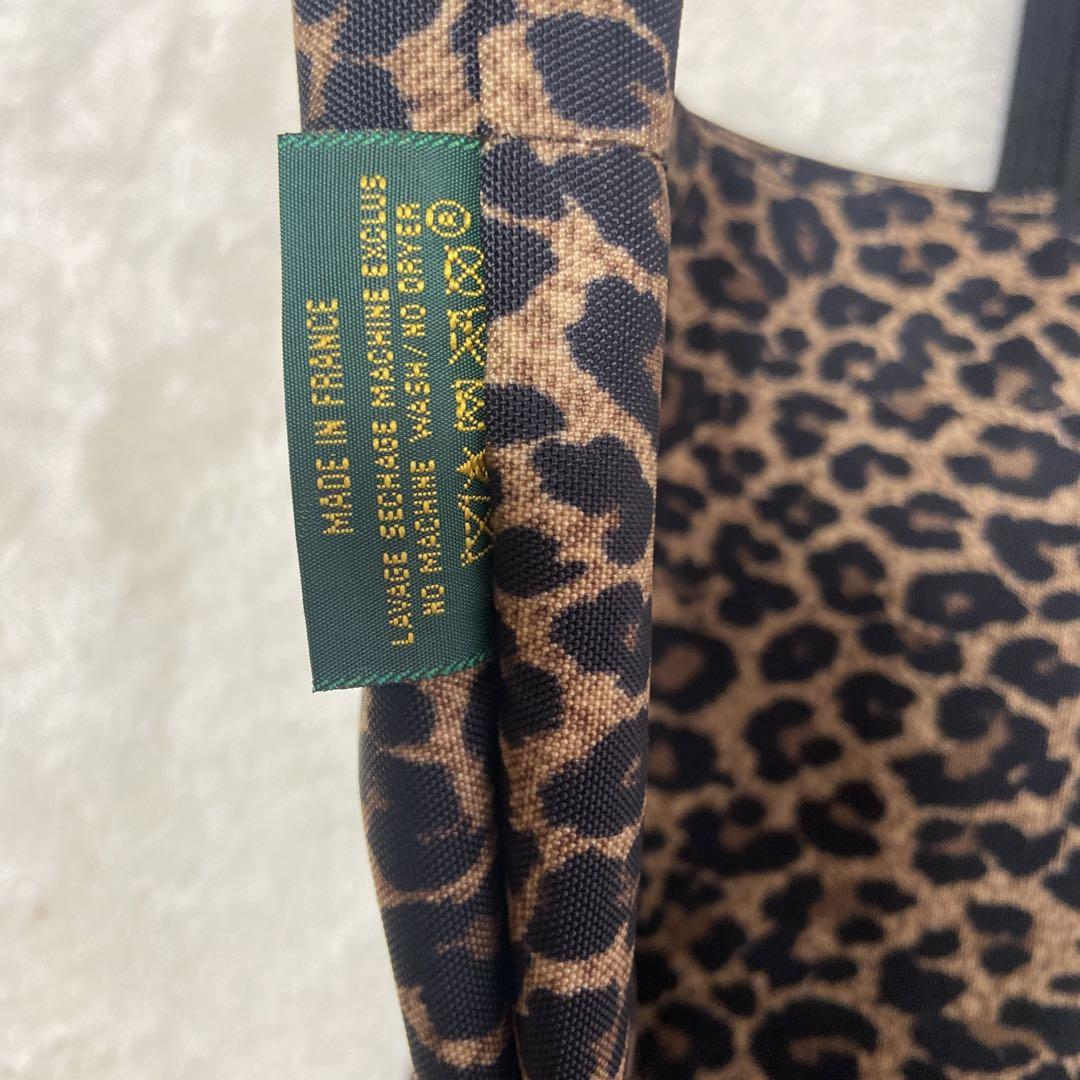 MADE IN FRANCE
LAVAGE SECHAGE MACHINE EXCLUS
NO MACHINE WASH/NO DRYER